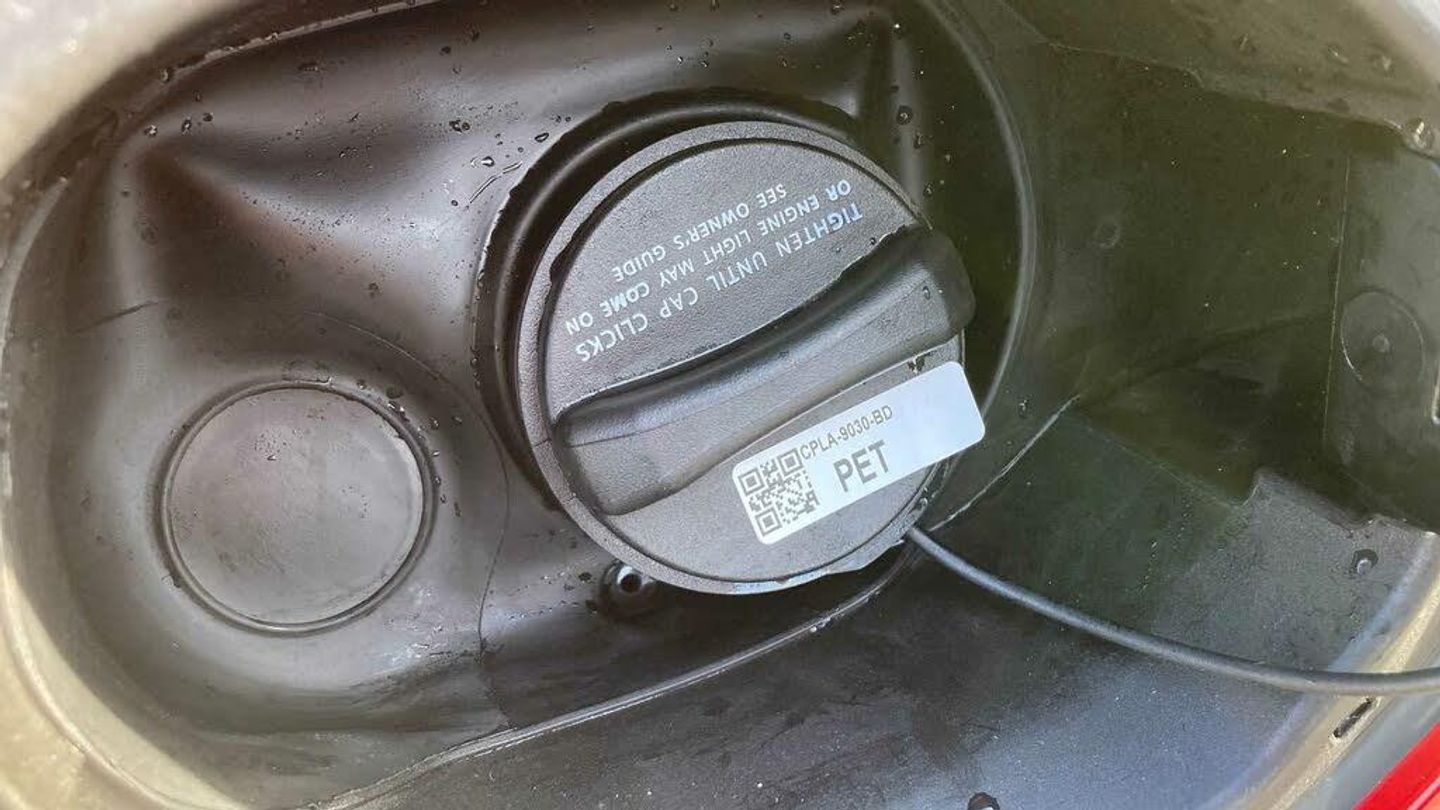 TIGHTEN UNTIL CAP CLICKS
OR ENGINE LIGHT MAY COME ON
SEE OWNER'S GUIDE
CPLA-9030-BD
PET